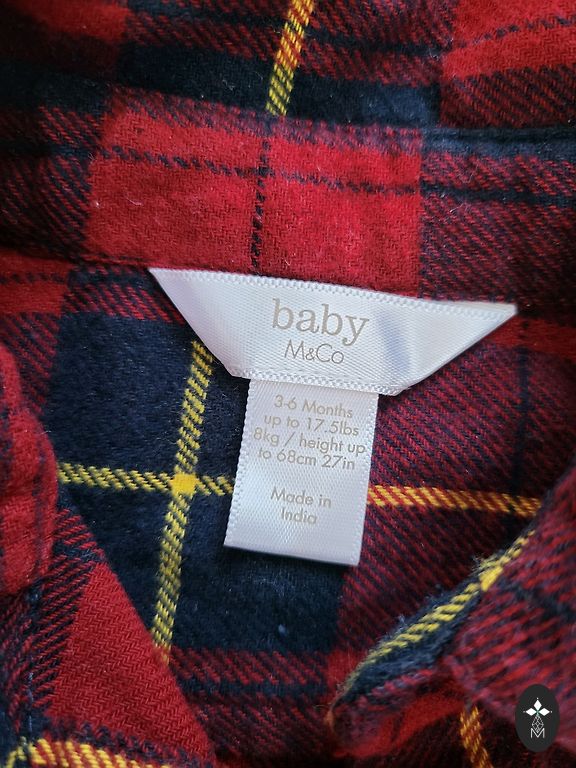 baby
M&Co
3-6 Months
up to 17.5lbs
8kg / height up
to 68cm 27in
Made in
India
M